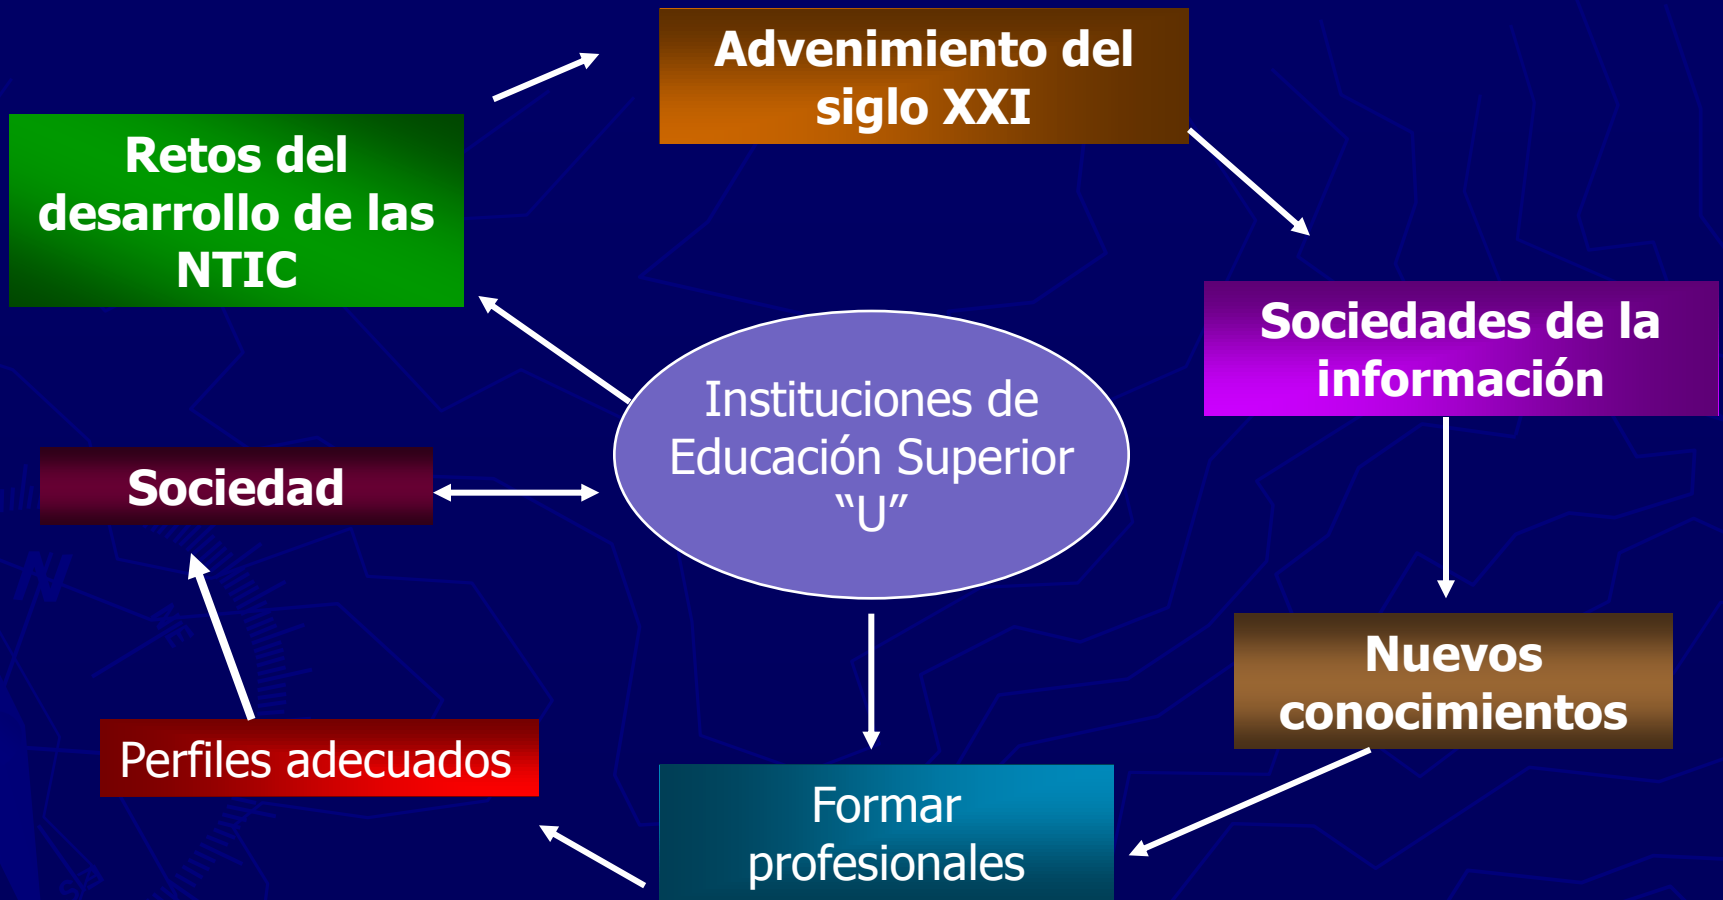 Advenimiento del
siglo XXI
Retos del
desarrollo de las
NTIC
Sociedades de la
información
Instituciones de
Educación Superior
“U”
Sociedad
Nuevos
conocimientos
Perfiles adecuados
Formar
profesionales